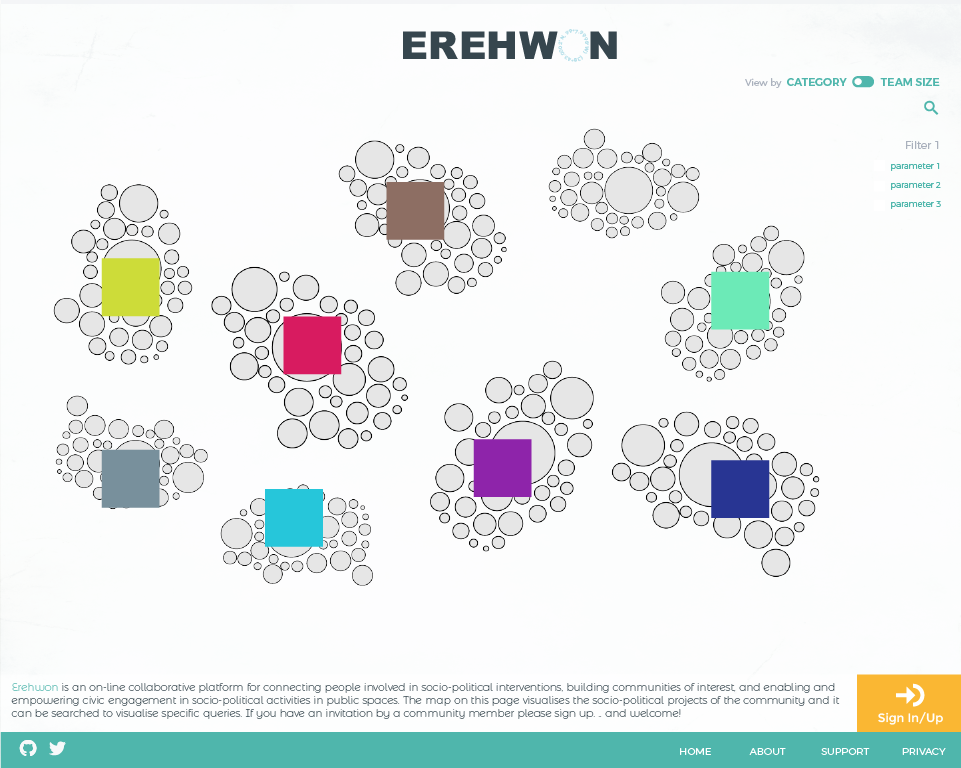 EREHWON
View by CATEGORY TEAM SIZE
Filter 1
parameter 1
parameter 2
parameter 3
Erehwon is an on-line collaborative platform for connecting people involved in socio-political interventions, building communities of interest, and enabling and
empowering civic engagement in socio-political activities in public spaces. The map on this page visualises the socio-political projects of the community and it
can be searched to visualise specific queries. If you have an invitation by a community member please sign up. .. and welcome!
Sign In/Up
HOME ABOUT SUPPORT PRIVACY